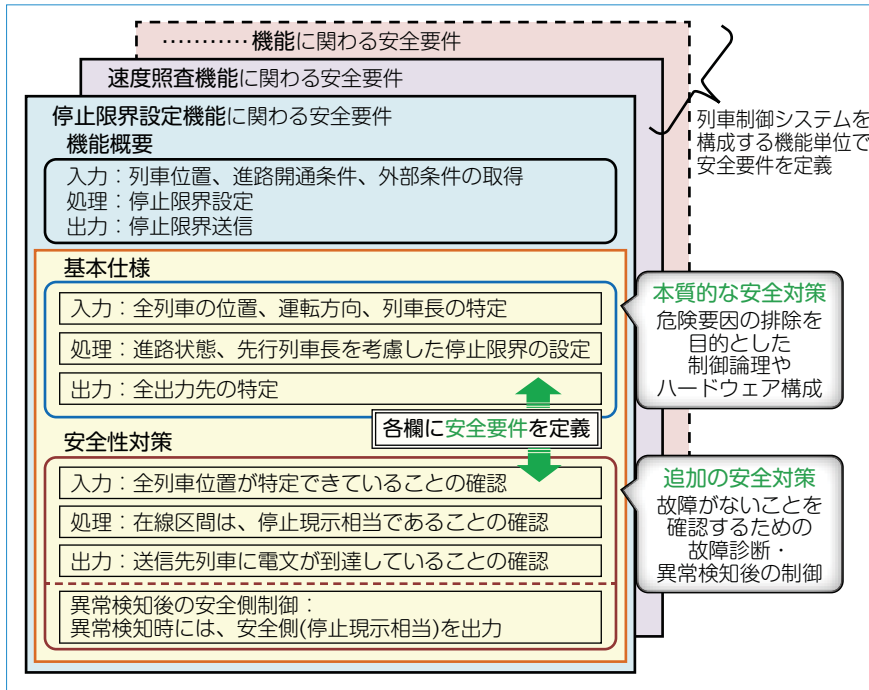 …………機能に関わる安全要件
速度照査機能に関わる安全要件
停止限界設定機能に関わる安全要件
機能概要
入力：列車位置、進路開通条件、外部条件の取得
処理：停止限界設定
出力：停止限界送信
列車制御システムを
構成する機能単位で
安全要件を定義
基本仕様
入力：全列車の位置、運転方向、列車長の特定
処理：進路状態、先行列車長を考慮した停止限界の設定
出力：全出力先の特定
本質的な安全対策
危険要因の排除を
目的とした
制御論理や
ハードウェア構成
各欄に安全要件を定義
安全性対策
入力：全列車位置が特定できていることの確認
処理：在線区間は、停止現示相当であることの確認
出力：送信先列車に電文が到達していることの確認
異常検知後の安全側制御：
異常検知時には、安全側(停止現示相当)を出力
追加の安全対策
故障がないことを
確認するための
故障診断・
異常検知後の制御